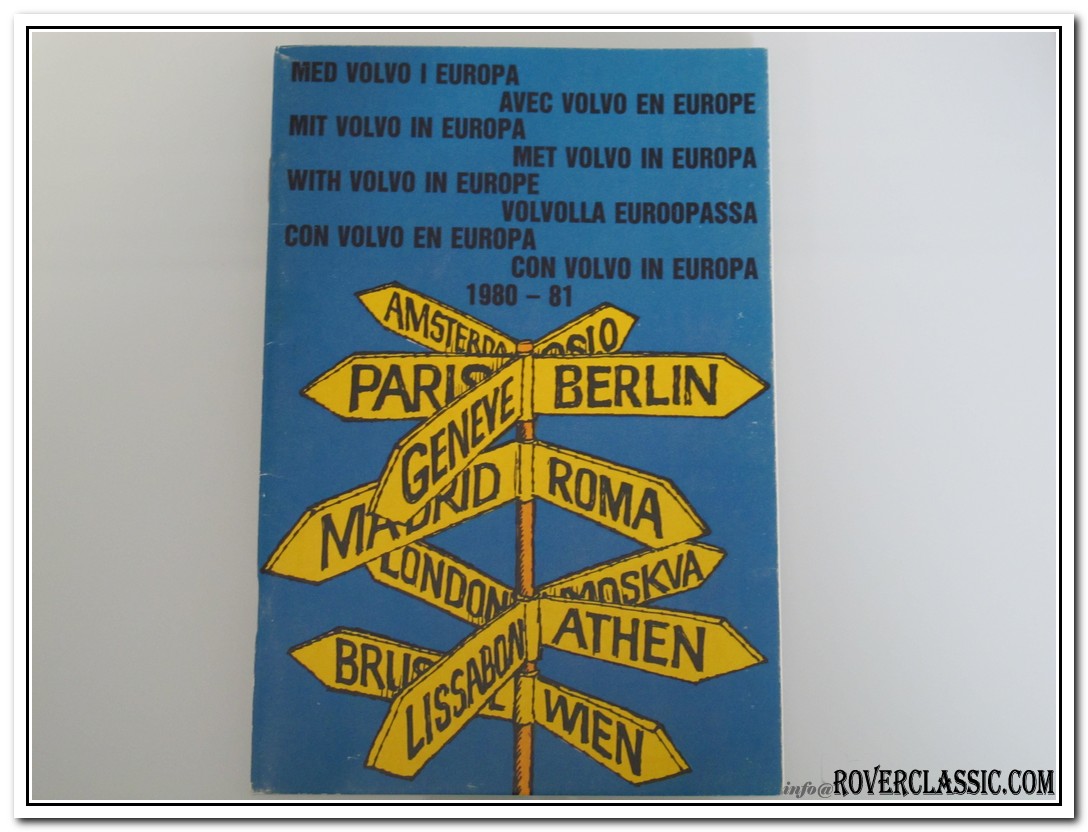 MED VOLVO I EUROPA
AVEC VOLVO EN EUROPE
MIT VOLVO IN EUROPA
MET VOLVO IN EUROPA
WITH VOLVO IN EUROPE
VOLVOLLA EUROOPASSA
CON VOLVO EN EUROPA
CON VOLVO IN EUROPA
1980 – 81
OSLO
PARIS
BERLIN
GENEVE
MADRID
ROMA
LONDON
MOSKVA
ATHEN
LISSABON
WIEN
info@ROVERCLASSIC.COM